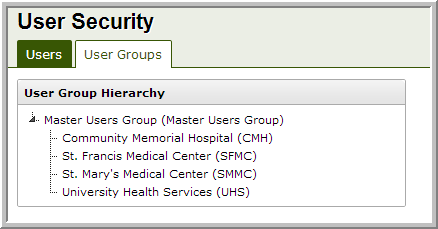 User Security
Users User Groups
User Group Hierarchy
Master Users Group (Master Users Group)
Community Memorial Hospital (CMH)
St. Francis Medical Center (SFMC)
St. Mary's Medical Center (SMMC)
University Health Services (UHS)